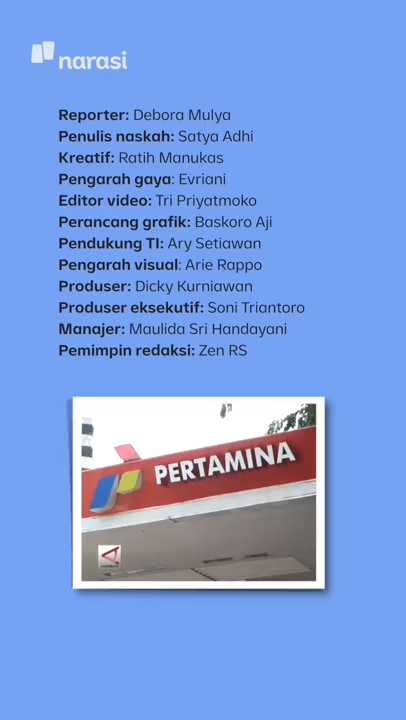 narasi
Reporter: Debora Mulya
Penulis naskah: Satya Adhi
Kreatif: Ratih Manukas
Pengarah gaya: Evriani
Editor video: Tri Priyatmoko
Perancang grafik: Baskoro Aji
Pendukung TI: Ary Setiawan
Pengarah visual: Arie Rappo
Produser: Dicky Kurniawan
Produser eksekutif: Soni Triantoro
Manajer: Maulida Sri Handayani
Pemimpin redaksi: Zen RS
PERTAMINA